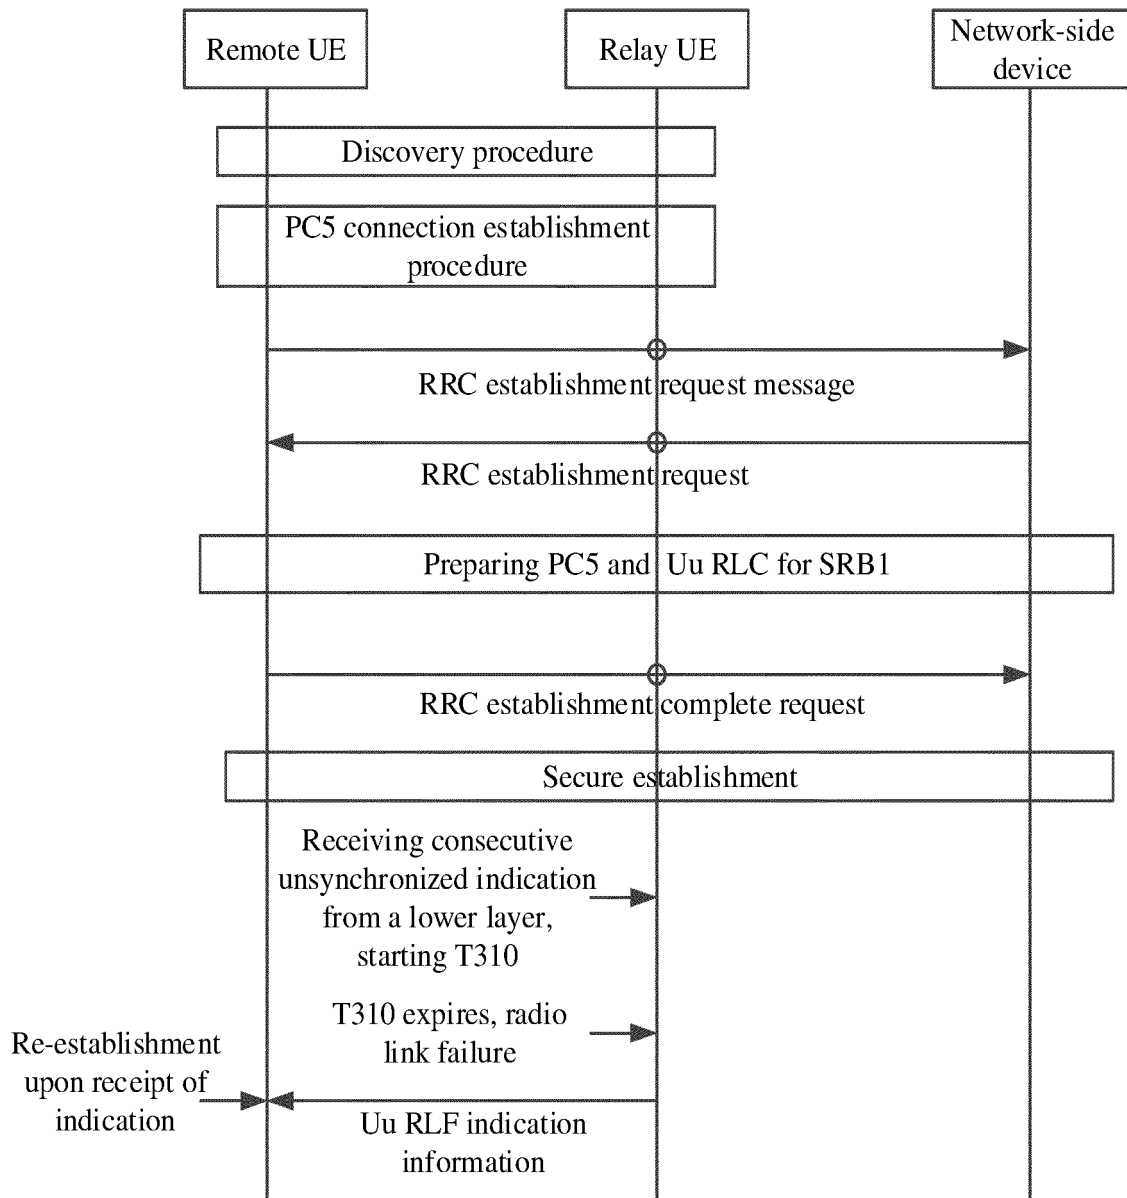 Remote UE
Relay UE
Network-side
device
Discovery procedure
PC5 connection establishment
procedure
RRC establishment request message
RRC establishment request
Preparing PC5 and Uu RLC for SRB1
RRC establishment complete request
Secure establishment
Receiving consecutive
unsynchronized indication
from a lower layer,
starting T310
T310 expires, radio
link failure
Re-establishment
upon receipt of
indication
Uu RLF indication
information